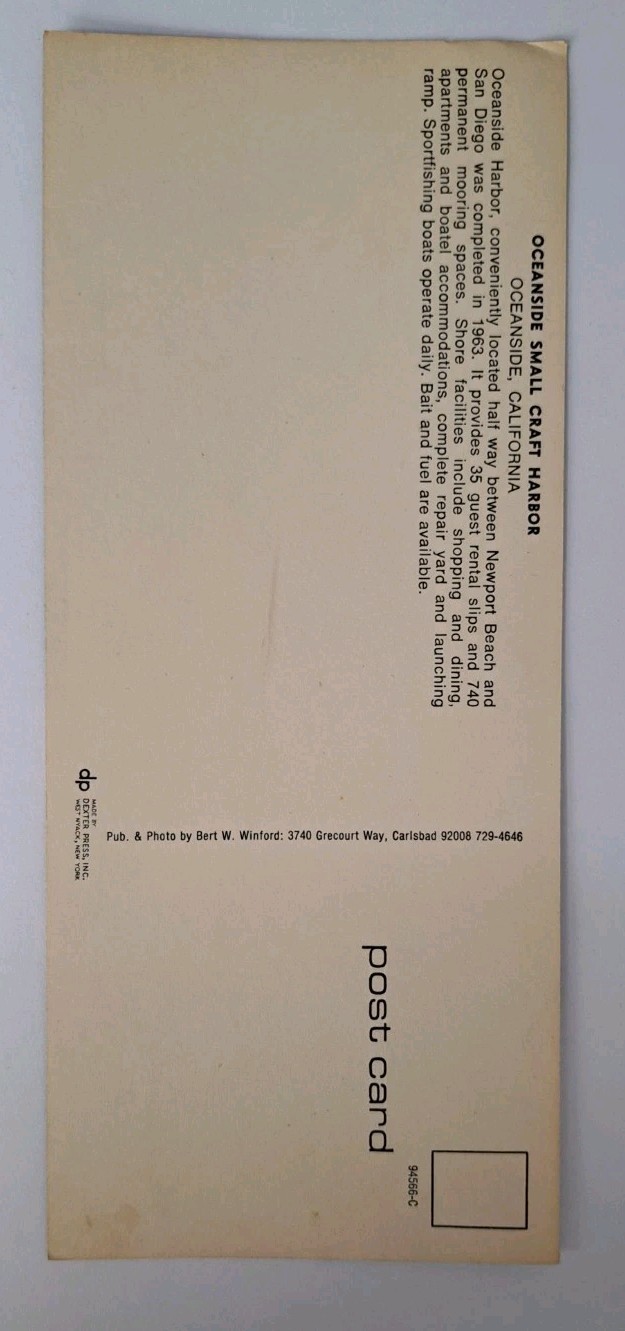 OCEANSIDE SMALL CRAFT HARBOR
OCEANSIDE, CALIFORNIA
Oceanside Harbor, conveniently located half way between Newport Beach and
San Diego was completed in 1963. It provides 35 guest rental slips and 740
permanent mooring spaces. Shore facilities include shopping and dining,
apartments and boatel accommodations, complete repair yard and launching
ramp. Sportfishing boats operate daily. Bait and fuel are available.
dp
MADE BY
DEXTER PRESS, INC.
WEST NYACK, NEW YORK
Pub. & Photo by Bert W. Winford: 3740 Grecourt Way, Carlsbad 92008 729-4646
post card
94566-C